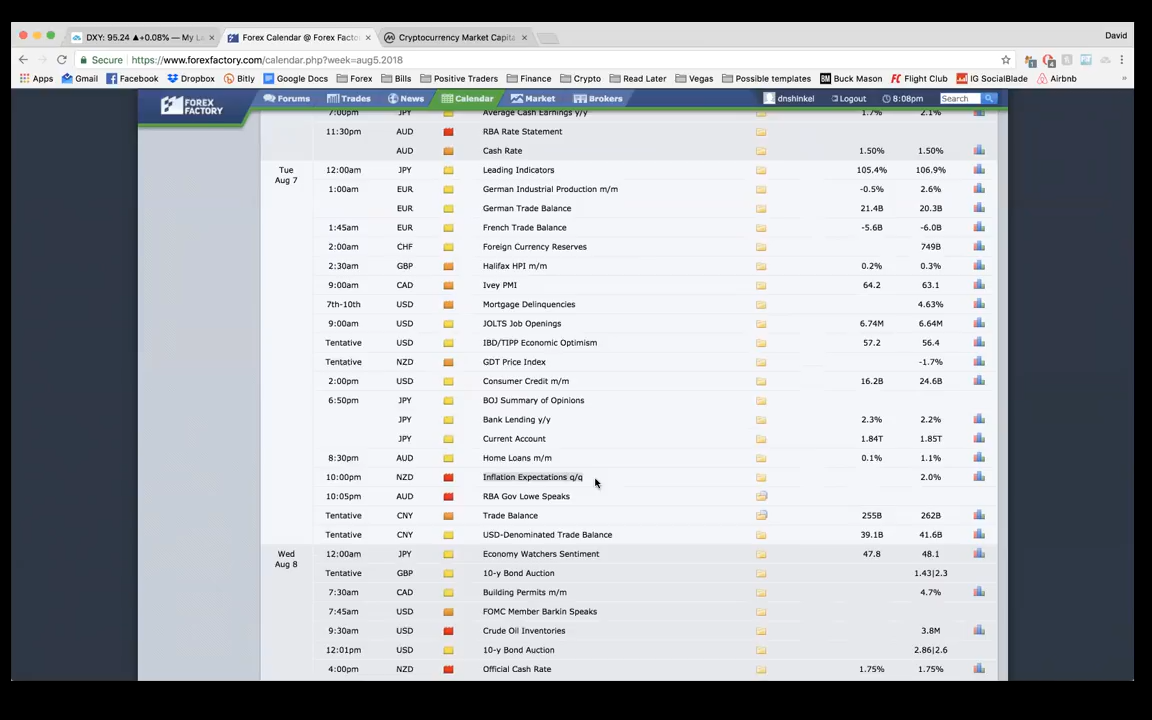 DXY: 95.24 ▲+0.08% — My L
Forex Calendar @ Forex Facto
Cryptocurrency Market Capita
David
Secure https://www.forexfactory.com/calendar.php?week=aug5.2018
Apps Gmail Facebook Dropbox Bitly Google Docs Forex Bills Positive Traders Finance Crypto Read Later Vegas Possible templates BM Buck Mason FC Flight Club IG SocialBlade Airbnb »
FOREX FACTORY
Forums Trades News Calendar Market Brokers dnshinkel Logout 8:08pm Search
7:00pm JPY Average Cash Earnings y/y 1.7% 2.1%
11:30pm AUD RBA Rate Statement
AUD Cash Rate 1.50% 1.50%
Tue Aug 7 12:00am JPY Leading Indicators 105.4% 106.9%
1:00am EUR German Industrial Production m/m -0.5% 2.6%
EUR German Trade Balance 21.4B 20.3B
1:45am EUR French Trade Balance -5.6B -6.0B
2:00am CHF Foreign Currency Reserves 749B
2:30am GBP Halifax HPI m/m 0.2% 0.3%
9:00am CAD Ivey PMI 64.2 63.1
7th-10th USD Mortgage Delinquencies 4.63%
9:00am USD JOLTS Job Openings 6.74M 6.64M
Tentative USD IBD/TIPP Economic Optimism 57.2 56.4
Tentative NZD GDT Price Index -1.7%
2:00pm USD Consumer Credit m/m 16.2B 24.6B
6:50pm JPY BOJ Summary of Opinions
JPY Bank Lending y/y 2.3% 2.2%
JPY Current Account 1.84T 1.85T
8:30pm AUD Home Loans m/m 0.1% 1.1%
10:00pm NZD Inflation Expectations q/q 2.0%
10:05pm AUD RBA Gov Lowe Speaks
Tentative CNY Trade Balance 255B 262B
Tentative CNY USD-Denominated Trade Balance 39.1B 41.6B
Wed Aug 8 12:00am JPY Economy Watchers Sentiment 47.8 48.1
Tentative GBP 10-y Bond Auction 1.43|2.3
7:30am CAD Building Permits m/m 4.7%
7:45am USD FOMC Member Barkin Speaks
9:30am USD Crude Oil Inventories 3.8M
12:01pm USD 10-y Bond Auction 2.86|2.6
4:00pm NZD Official Cash Rate 1.75% 1.75%